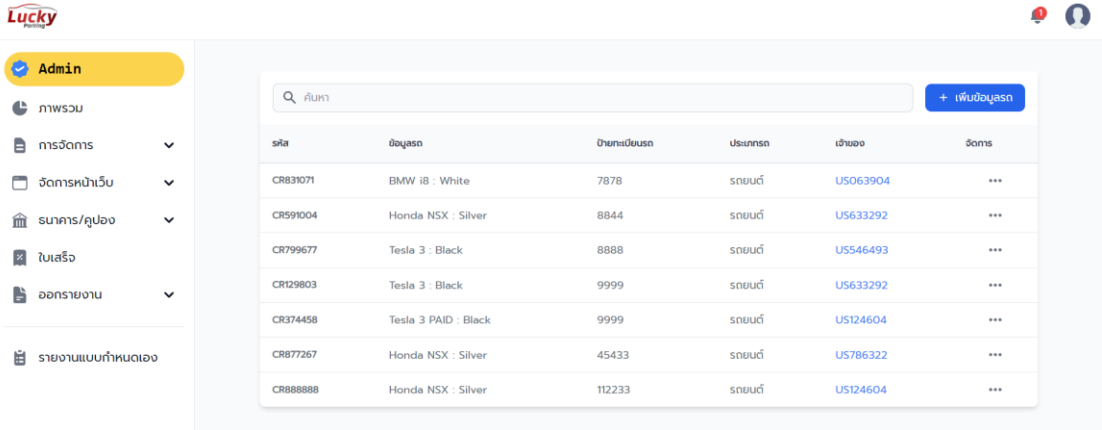 Lucky
Parking
1
Admin
ภาพรวม
การจัดการ
จัดการหน้าเว็บ
ธนาคาร/คูปอง
ใบเสร็จ
ออกรายงาน
รายงานแบบกำหนดเอง
ค้นหา
+ เพิ่มข้อมูลรถ
รหัส ข้อมูลรถ ป้ายทะเบียนรถ ประเภทรถ เจ้าของ จัดการ
CR831071 BMW i8 : White 7878 รถยนต์ US063904 •••
CR591004 Honda NSX : Silver 8844 รถยนต์ US633292 •••
CR799677 Tesla 3 : Black 8888 รถยนต์ US546493 •••
CR129803 Tesla 3 : Black 9999 รถยนต์ US633292 •••
CR374458 Tesla 3 PAID : Black 9999 รถยนต์ US124604 •••
CR877267 Honda NSX : Silver 45433 รถยนต์ US786322 •••
CR888888 Honda NSX : Silver 112233 รถยนต์ US124604 •••